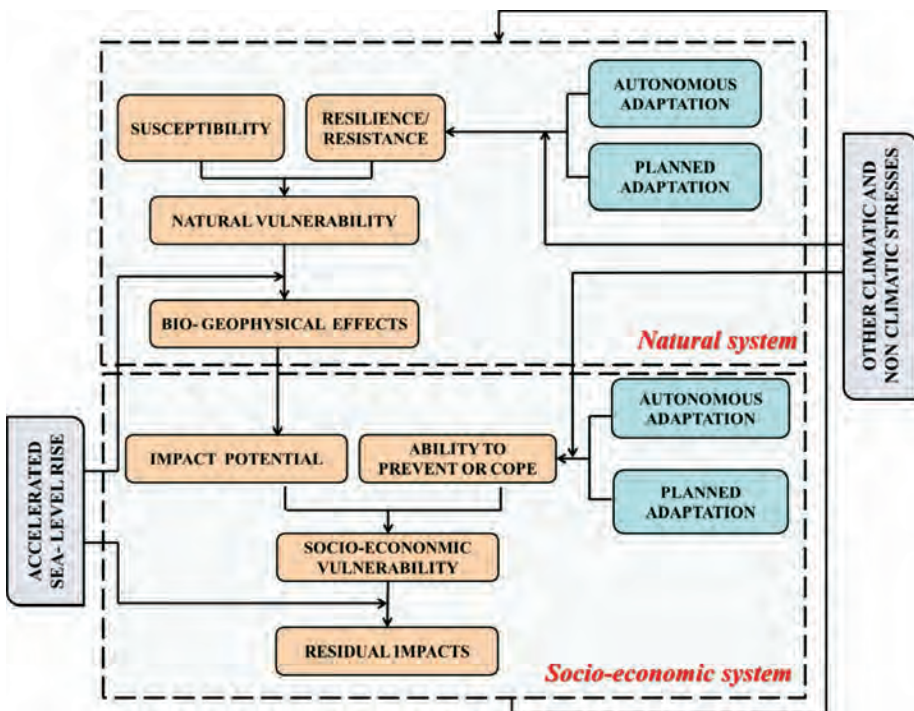 SUSCEPTIBILITY
RESILIENCE/
RESISTANCE
AUTONOMOUS
ADAPTATION
PLANNED
ADAPTATION
NATURAL VULNERABILITY
BIO- GEOPHYSICAL EFFECTS
Natural system
OTHER CLIMATIC AND
NON CLIMATIC STRESSES
ACCELERATED
SEA- LEVEL RISE
IMPACT POTENTIAL
ABILITY TO
PREVENT OR COPE
AUTONOMOUS
ADAPTATION
PLANNED
ADAPTATION
SOCIO-ECONONMIC
VULNERABILITY
RESIDUAL IMPACTS
Socio-economic system